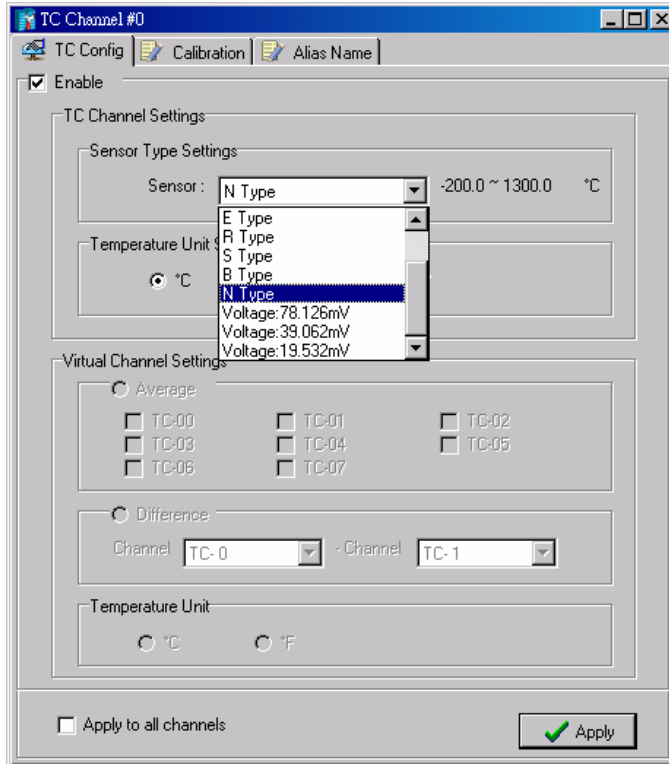 TC Channel #0
TC Config Calibration Alias Name
Enable
TC Channel Settings
Sensor Type Settings
Sensor : N Type -200.0 ~ 1300.0 °C
E Type
R Type
S Type
B Type
N Type
Voltage:78.126mV
Voltage:39.062mV
Voltage:19.532mV
Temperature Unit S
°C
Virtual Channel Settings
Average
TC-00 TC-01 TC-02
TC-03 TC-04 TC-05
TC-06 TC-07
Difference
Channel TC- 0 - Channel TC- 1
Temperature Unit
°C °F
Apply to all channels
Apply